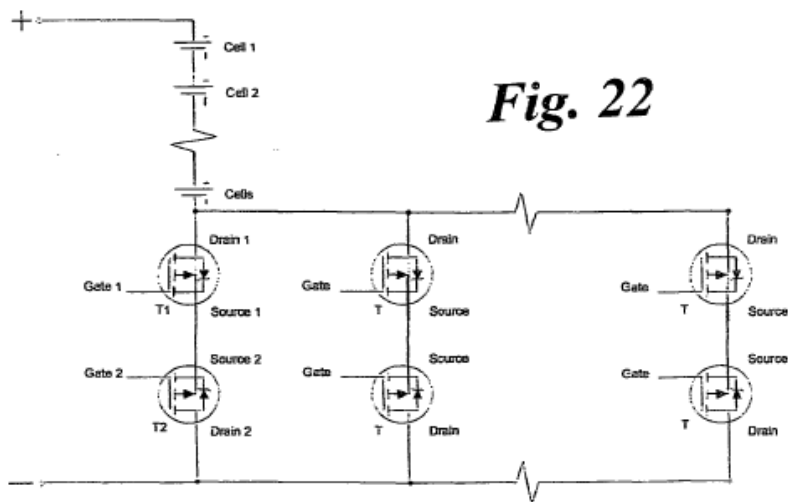 +
Cell 1
Cell 2
Fig. 22
Cells
Drain 1 Drain Drain
Gate 1 Gate Gate
T1 T T
Source 1 Source Source
Source 2 Source Source
Gate 2 Gate Gate
T2 T T
Drain 2 Drain Drain
—